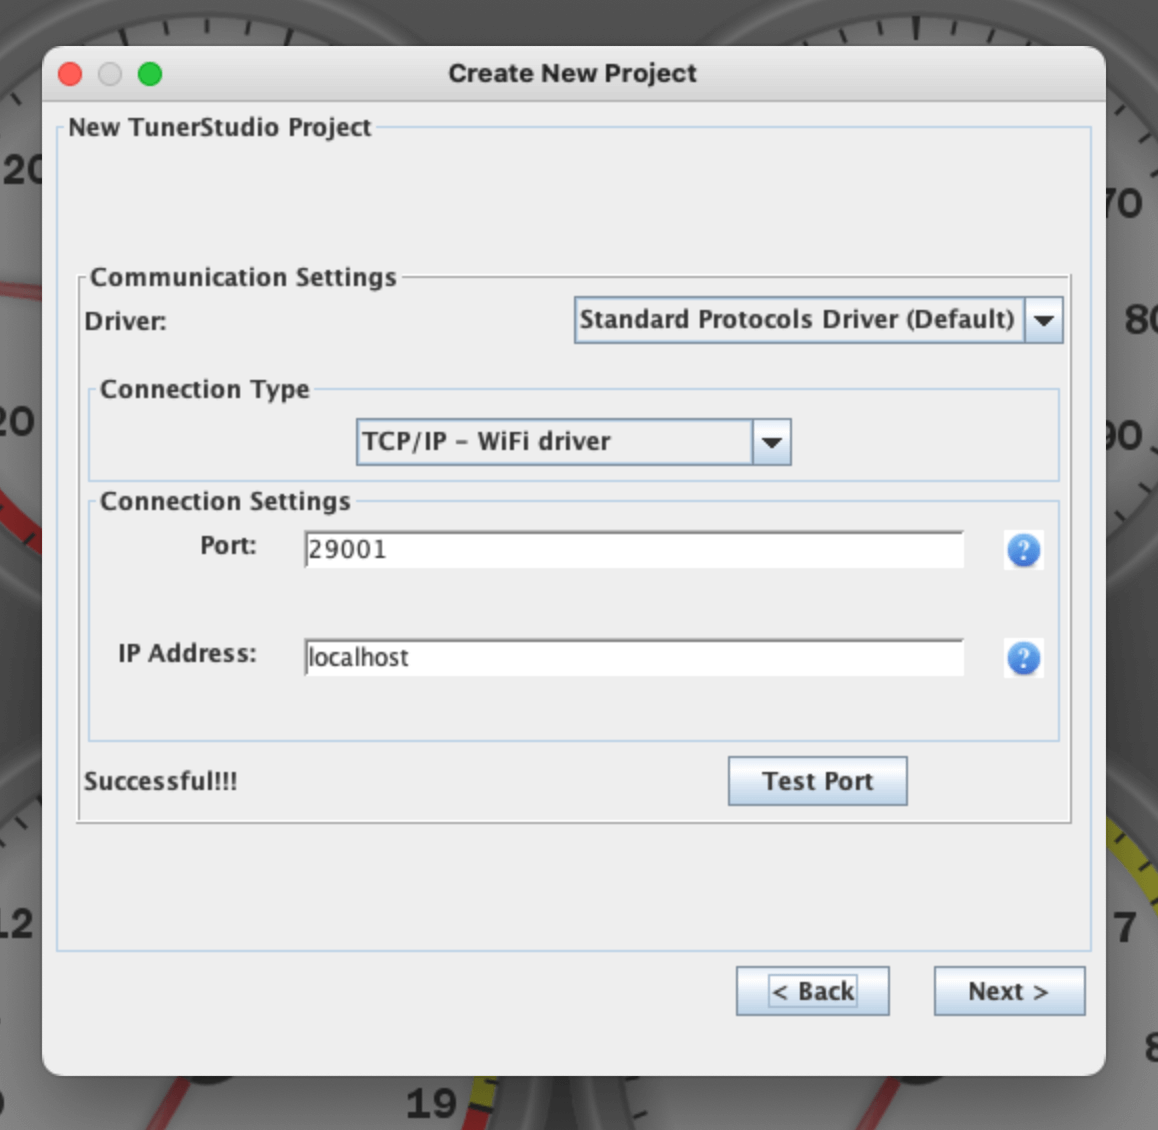 Create New Project
New TunerStudio Project
20
70
Communication Settings
Driver:
Standard Protocols Driver (Default)
80
Connection Type
20
TCP/IP – WiFi driver
90
Connection Settings
Port:
29001
?
IP Address:
localhost
?
Successful!!!
Test Port
12
7
< Back
Next >
8
19